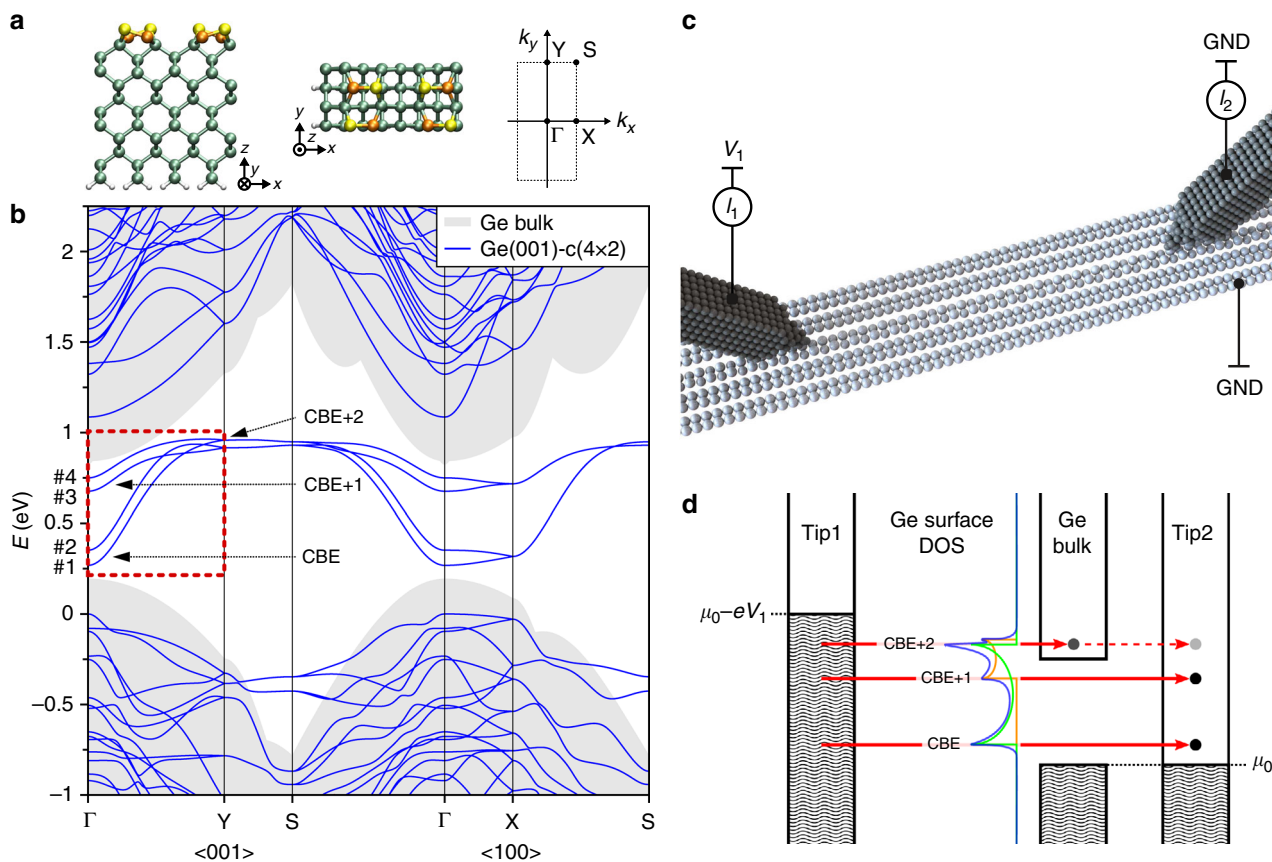 a
z
y
x
y
z
x
k_y
Y
S
Γ
X
k_x
b
Ge bulk
Ge(001)-c(4×2)
2
1.5
1
0.5
0
−0.5
−1
E (eV)
#4
#3
#2
#1
CBE+2
CBE+1
CBE
Γ
Y
S
Γ
X
S
<001>
<100>
c
V₁
I₁
GND
I₂
GND
d
Tip1
Ge surface
DOS
Ge
bulk
Tip2
μ₀−eV₁
CBE+2
CBE+1
CBE
μ₀